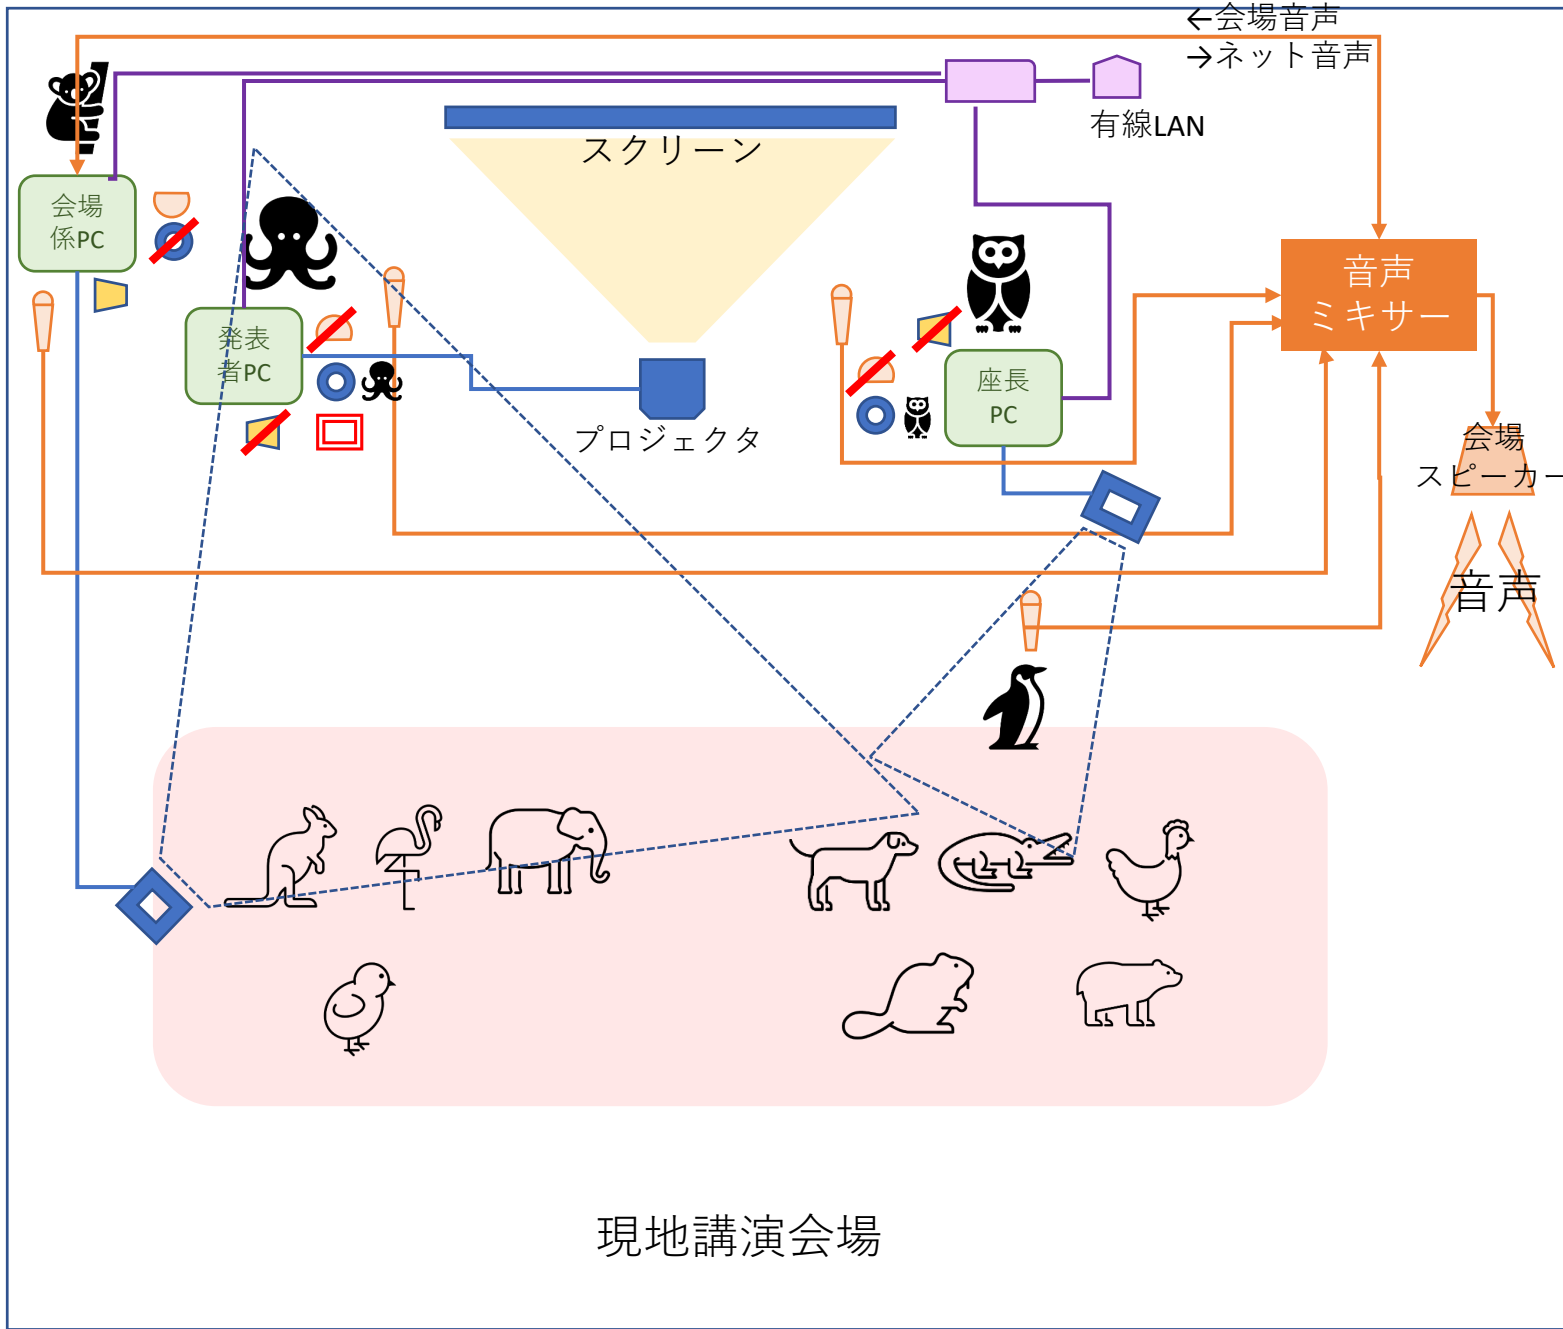 ←会場音声
→ネット音声
有線LAN
スクリーン
会場
係PC
発表
者PC
座長
PC
音声
ミキサー
プロジェクタ
会場
スピーカー
音声
現地講演会場